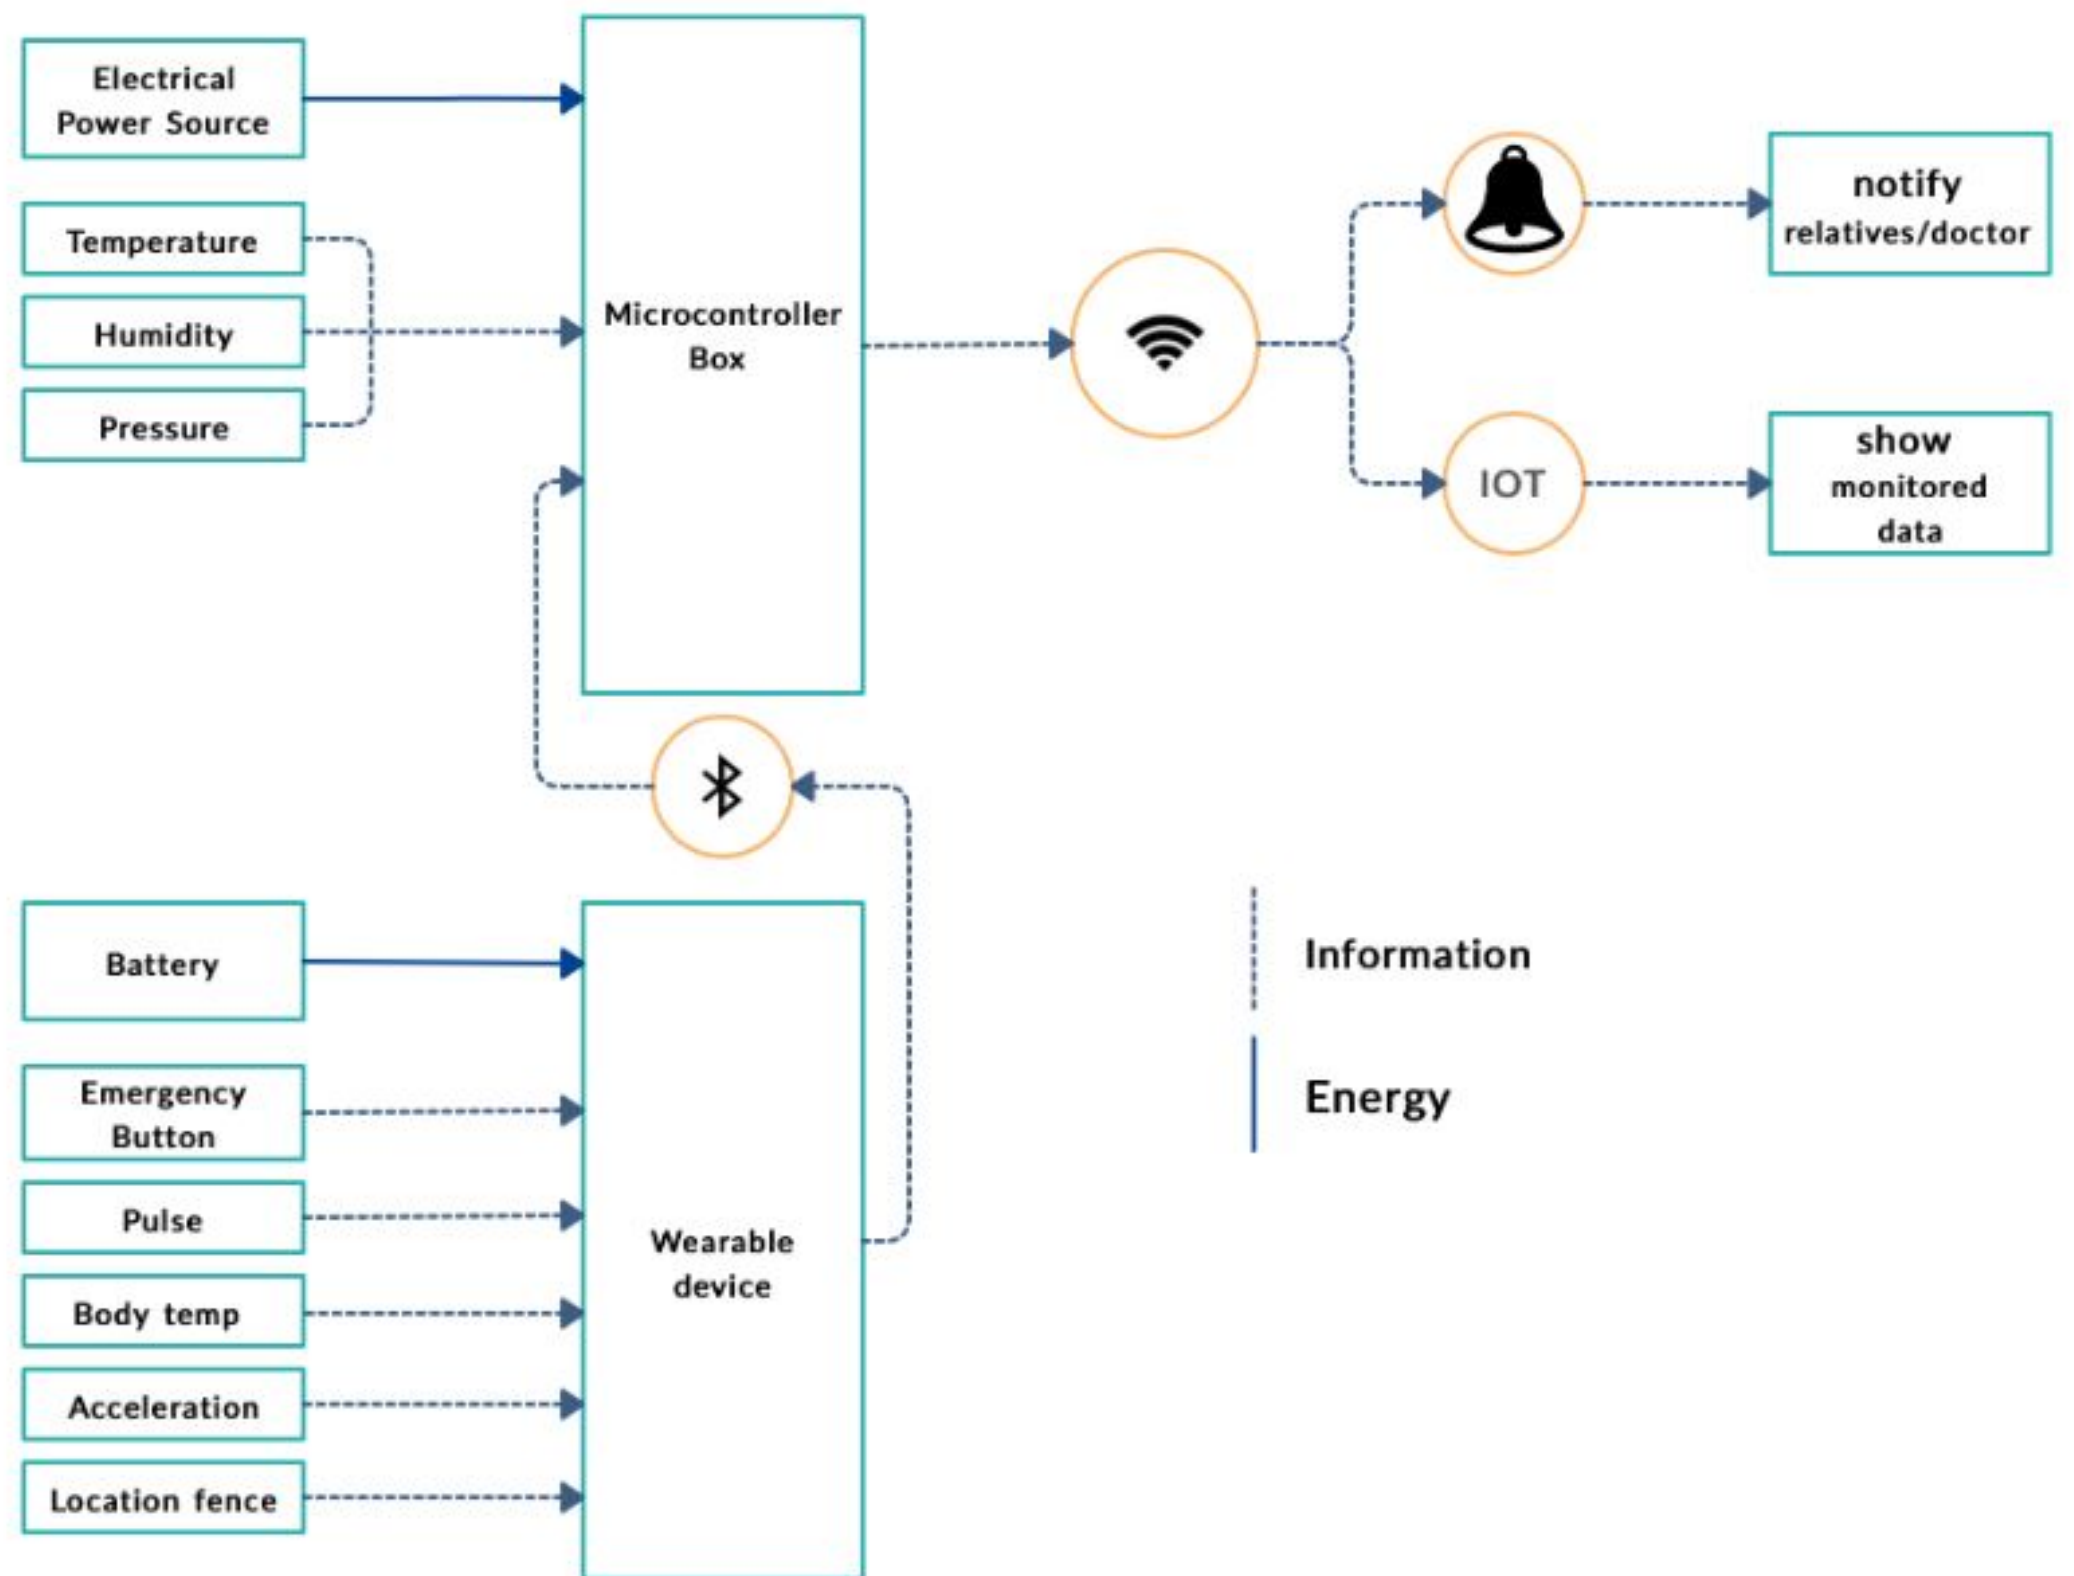 Electrical
Power Source
Temperature
Humidity
Pressure
Microcontroller
Box
notify
relatives/doctor
IOT
show
monitored
data
Battery
Emergency
Button
Pulse
Body temp
Acceleration
Location fence
Wearable
device
Information
Energy